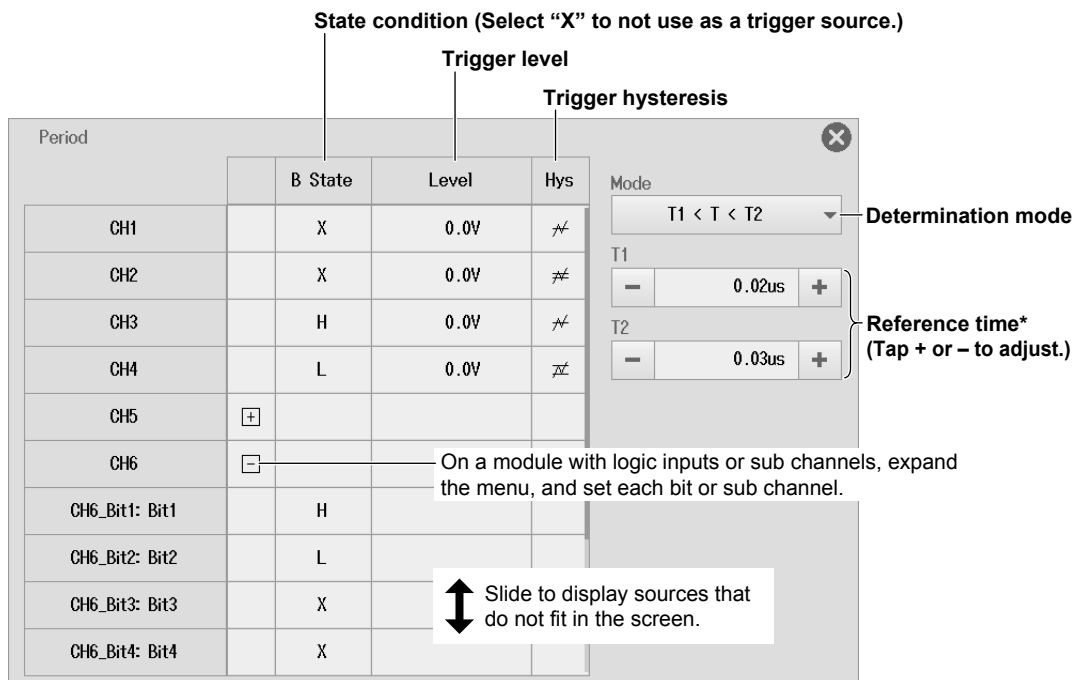 State condition (Select “X” to not use as a trigger source.)
Trigger level
Trigger hysteresis
Period
B State Level Hys
Mode
T1 < T < T2
Determination mode
CH1 X 0.0V
T1
0.02us
CH2 X 0.0V
CH3 H 0.0V
T2
Reference time*
(Tap + or – to adjust.)
0.03us
CH4 L 0.0V
CH5
CH6
On a module with logic inputs or sub channels, expand
the menu, and set each bit or sub channel.
CH6_Bit1: Bit1 H
CH6_Bit2: Bit2 L
CH6_Bit3: Bit3 X
Slide to display sources that
do not fit in the screen.
CH6_Bit4: Bit4 X